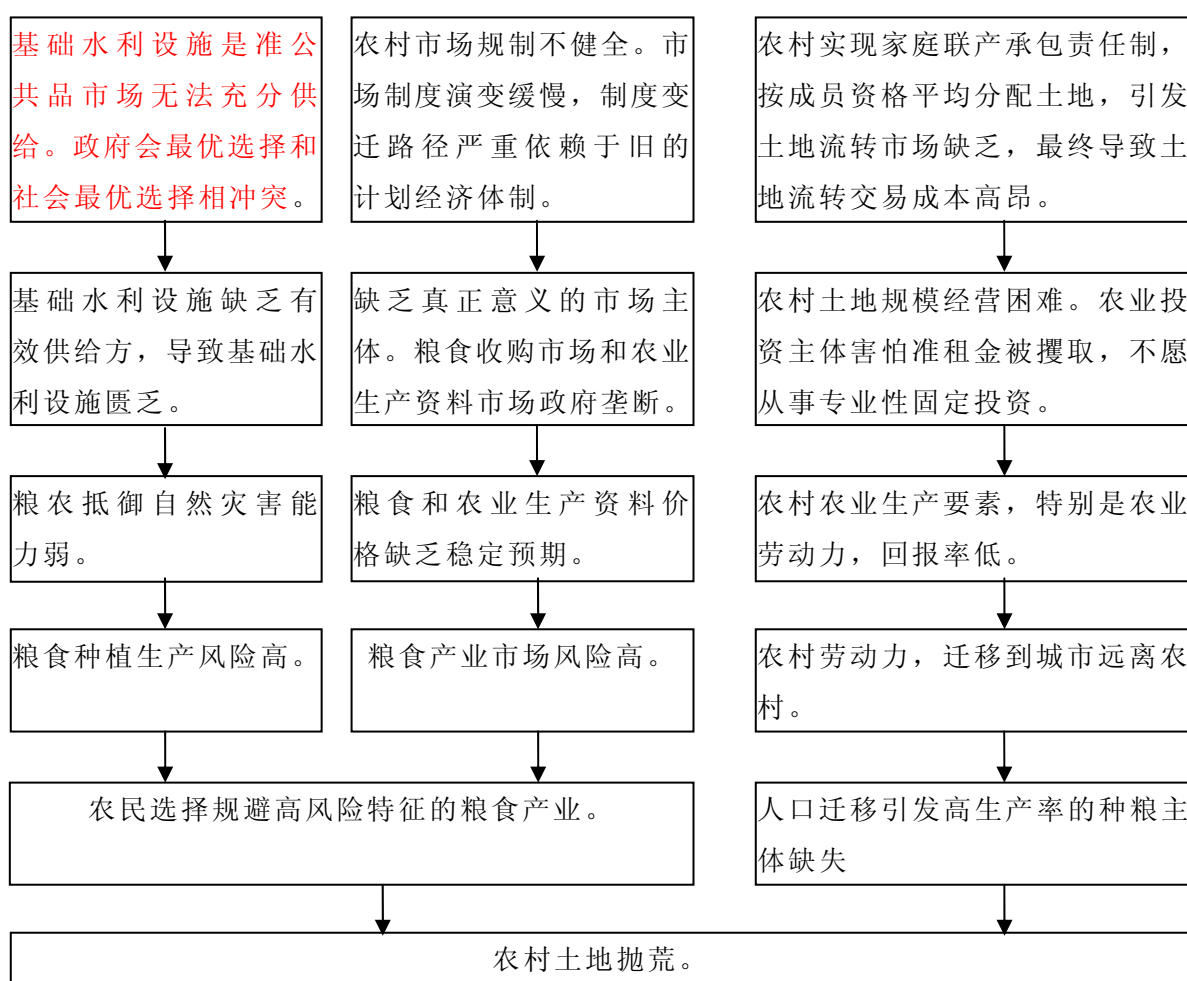 基础水利设施是准公
共品市场无法充分供
给。政府会最优选择和
社会最优选择相冲突。
农村市场规制不健全。市
场制度演变缓慢，制度变
迁路径严重依赖于旧的
计划经济体制。
农村实现家庭联产承包责任制，
按成员资格平均分配土地，引发
土地流转市场缺乏，最终导致土
地流转交易成本高昂。
基础水利设施缺乏有
效供给方，导致基础水
利设施匮乏。
缺乏真正意义的市场主
体。粮食收购市场和农业
生产资料市场政府垄断。
农村土地规模经营困难。农业投
资主体害怕准租金被攫取，不愿
从事专业性固定投资。
粮农抵御自然灾害能
力弱。
粮食和农业生产资料价
格缺乏稳定预期。
农村农业生产要素，特别是农业
劳动力，回报率低。
粮食种植生产风险高。
粮食产业市场风险高。
农村劳动力，迁移到城市远离农
村。
农民选择规避高风险特征的粮食产业。
人口迁移引发高生产率的种粮主
体缺失
农村土地抛荒。